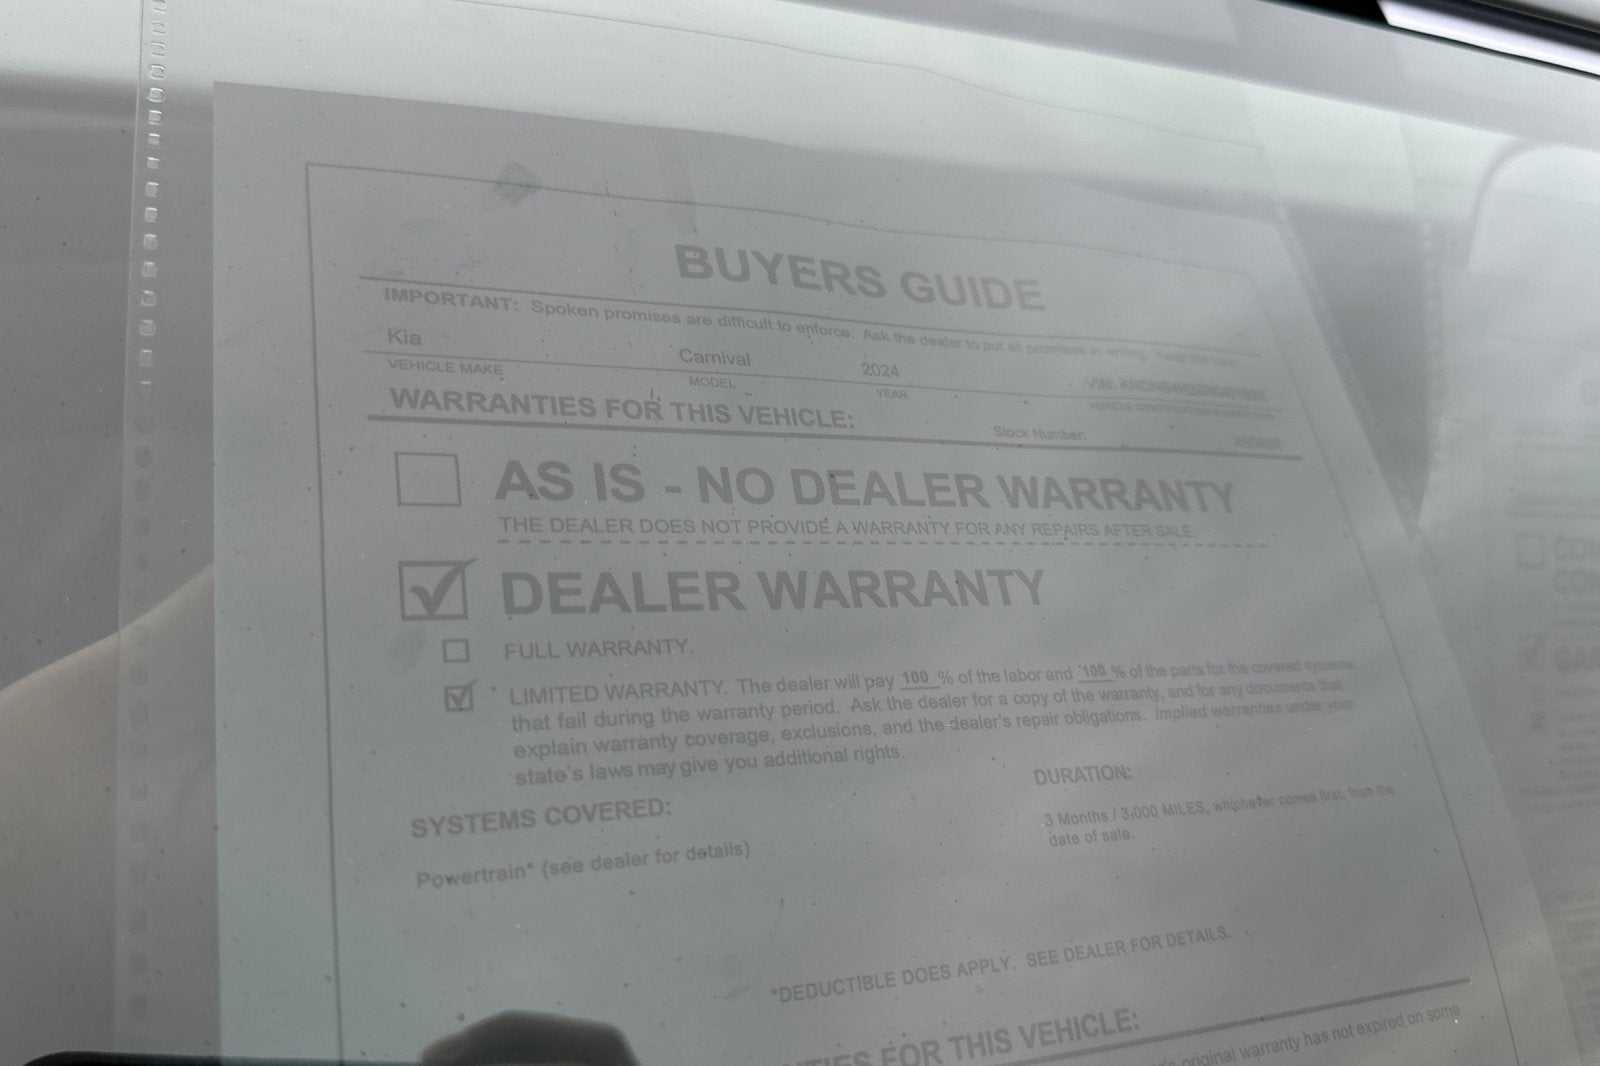 BUYERS GUIDE
IMPORTANT: Spoken promises are difficult to enforce. Ask the dealer to put all promises in writing. Keep this form.
Kia Carnival 2024
VEHICLE MAKE MODEL YEAR VIN:
VEHICLE IDENTIFICATION NUMBER
WARRANTIES FOR THIS VEHICLE:
Stock Number:
AS IS - NO DEALER WARRANTY
THE DEALER DOES NOT PROVIDE A WARRANTY FOR ANY REPAIRS AFTER SALE.
DEALER WARRANTY
FULL WARRANTY.
* LIMITED WARRANTY. The dealer will pay 100 % of the labor and 100 % of the parts for the covered systems
that fail during the warranty period. Ask the dealer for a copy of the warranty, and for any documents that
explain warranty coverage, exclusions, and the dealer's repair obligations. Implied warranties under your
state's laws may give you additional rights.
SYSTEMS COVERED:
DURATION:
Powertrain* (see dealer for details)
3 Months / 3,000 MILES, whichever comes first, from the
date of sale.
*DEDUCTIBLE DOES APPLY. SEE DEALER FOR DETAILS.
FOR THIS VEHICLE:
original warranty has not expired on some